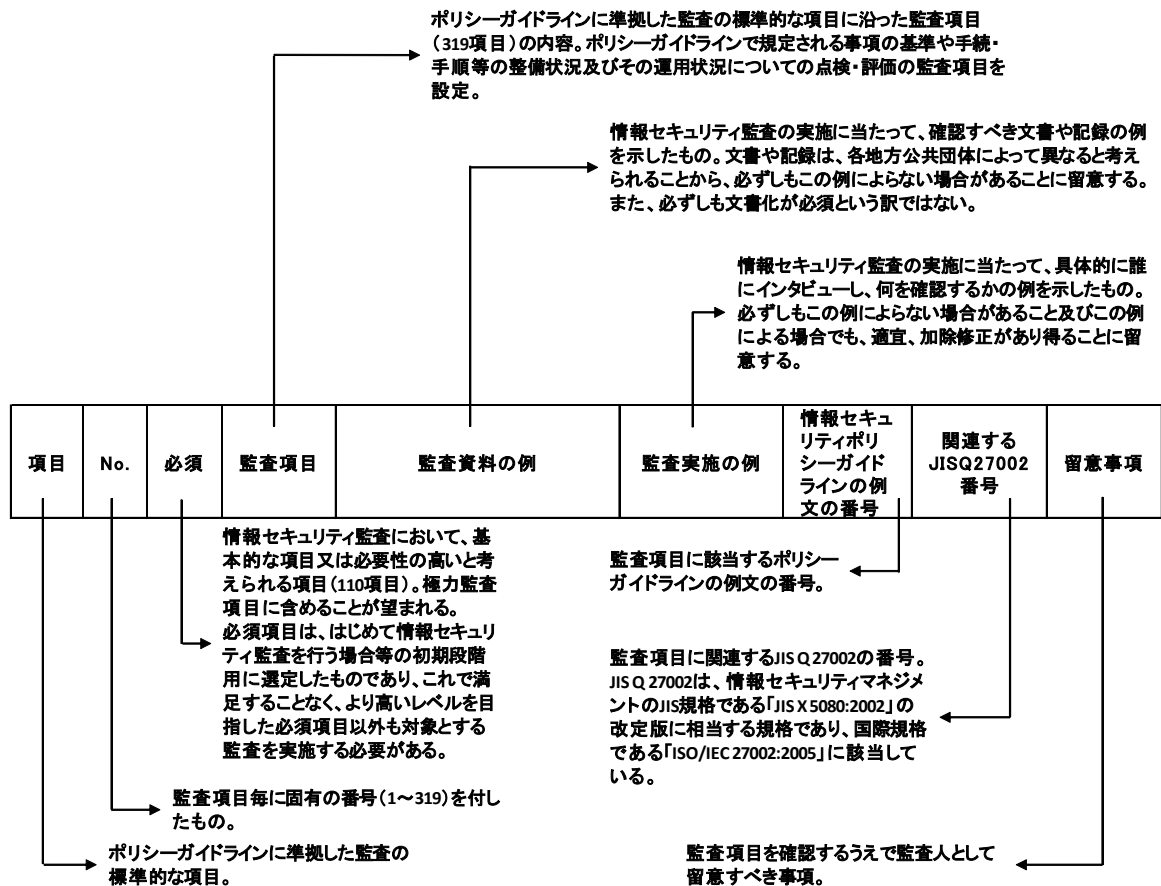 ポリシーガイドラインに準拠した監査の標準的な項目に沿った監査項目
（319項目）の内容。ポリシーガイドラインで規定される事項の基準や手続・
手順等の整備状況及びその運用状況についての点検・評価の監査項目を
設定。
情報セキュリティ監査の実施に当たって、確認すべき文書や記録の例
を示したもの。文書や記録は、各地方公共団体によって異なると考え
られることから、必ずしもこの例によらない場合があることに留意する。
また、必ずしも文書化が必須という訳ではない。
情報セキュリティ監査の実施に当たって、具体的に誰
にインタビューし、何を確認するかの例を示したもの。
必ずしもこの例によらない場合があること及びこの例
による場合でも、適宜、加除修正があり得ることに留
意する。
項目
No.
必須
監査項目
監査資料の例
監査実施の例
情報セキュ
リティポリ
シーガイド
ラインの例
文の番号
関連する
JISQ27002
番号
留意事項
情報セキュリティ監査において、基
本的な項目又は必要性の高いと考
えられる項目（110項目）。極力監査
項目に含めることが望まれる。
必須項目は、はじめて情報セキュリ
ティ監査を行う場合等の初期段階
用に選定したものであり、これで満
足することなく、より高いレベルを目
指した必須項目以外も対象とする
監査を実施する必要がある。
監査項目に該当するポリシー
ガイドラインの例文の番号。
監査項目に関連するJIS Q 27002の番号。
JIS Q 27002は、情報セキュリティマネジメ
ントのJIS規格である「JIS X 5080:2002」の
改定版に相当する規格であり、国際規格
である「ISO/IEC 27002:2005」に該当して
いる。
監査項目毎に固有の番号（1～319）を付し
たもの。
ポリシーガイドラインに準拠した監査の
標準的な項目。
監査項目を確認するうえで監査人として
留意すべき事項。